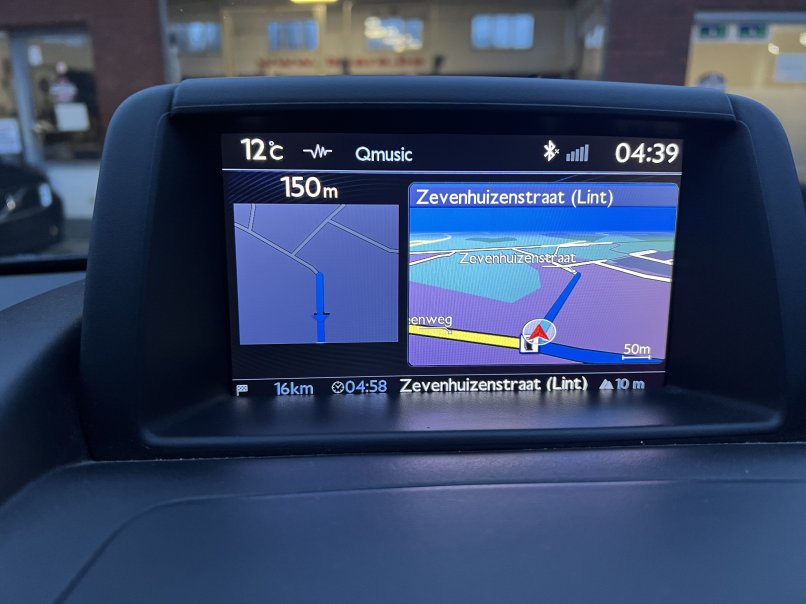 12°C Qmusic 04:39
150m
Zevenhuizenstraat (Lint)
Zevenhuizenstraat
enweg
50m
16km 04:58 Zevenhuizenstraat (Lint) 10 m